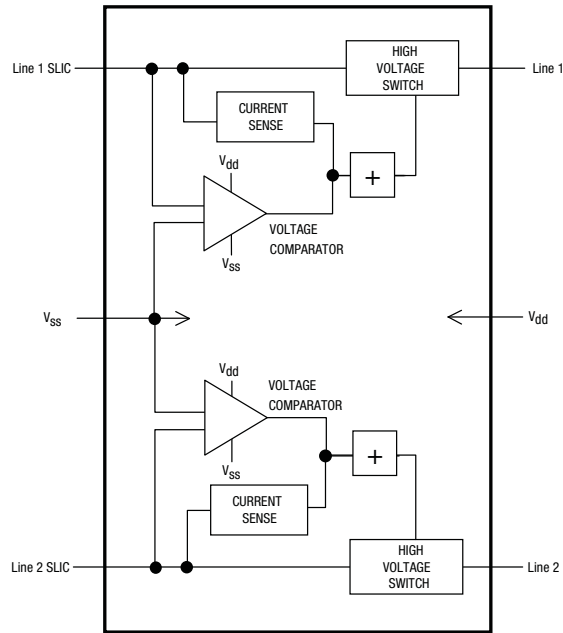 Line 1 SLIC
HIGH
VOLTAGE
SWITCH
Line 1
CURRENT
SENSE
Vdd
+
VOLTAGE
COMPARATOR
Vss
Vss
Vdd
Vdd
VOLTAGE
COMPARATOR
+
Vss
CURRENT
SENSE
Line 2 SLIC
HIGH
VOLTAGE
SWITCH
Line 2